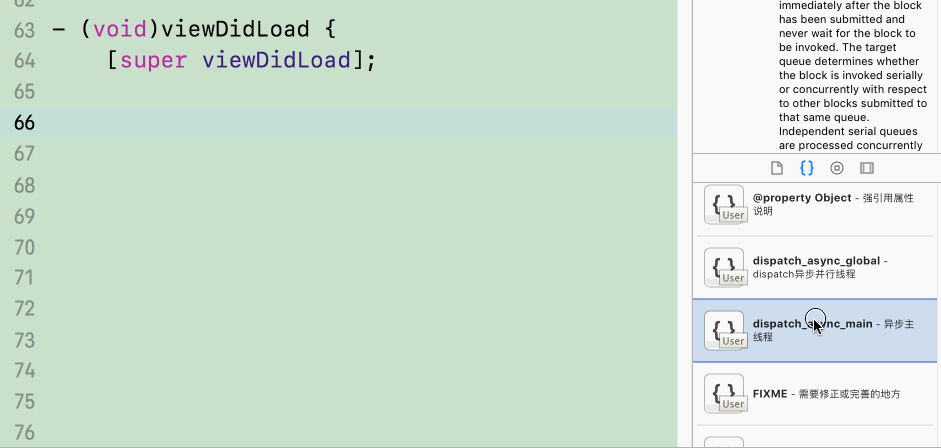 62
63 - (void)viewDidLoad {
64 [super viewDidLoad];
65
66
67
68
69
70
71
72
73
74
75
76
immediately after the block
has been submitted and
never wait for the block to
be invoked. The target
queue determines whether
the block is invoked serially
or concurrently with respect
to other blocks submitted to
that same queue.
Independent serial queues
are processed concurrently
{}
@property Object - 强引用属性
说明
{} User
dispatch_async_global -
dispatch异步并行线程
{} User
dispatch_async_main - 异步主
线程
{} User
FIXME - 需要修正或完善的地方
{} User